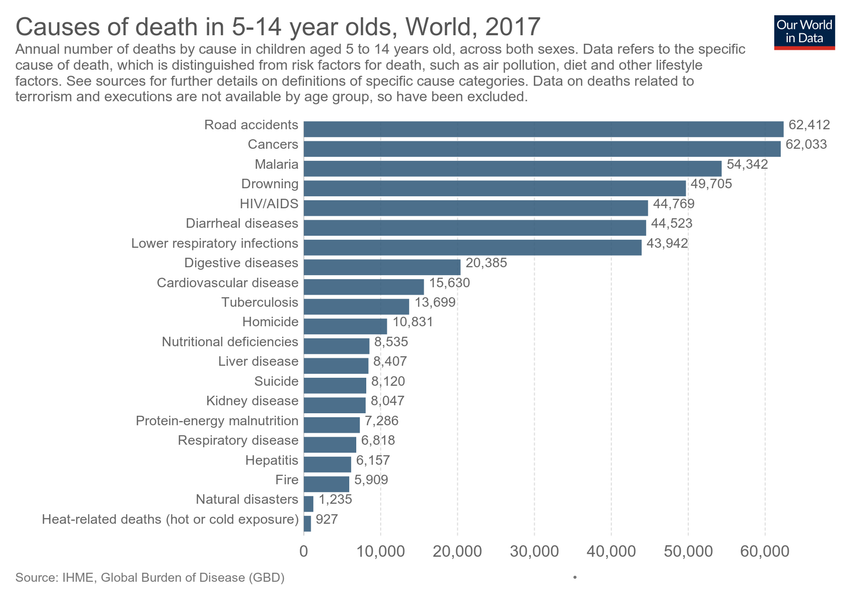 Causes of death in 5-14 year olds, World, 2017
Our World
in Data
Annual number of deaths by cause in children aged 5 to 14 years old, across both sexes. Data refers to the specific
cause of death, which is distinguished from risk factors for death, such as air pollution, diet and other lifestyle
factors. See sources for further details on definitions of specific cause categories. Data on deaths related to
terrorism and executions are not available by age group, so have been excluded.
Road accidents 62,412
Cancers 62,033
Malaria 54,342
Drowning 49,705
HIV/AIDS 44,769
Diarrheal diseases 44,523
Lower respiratory infections 43,942
Digestive diseases 20,385
Cardiovascular disease 15,630
Tuberculosis 13,699
Homicide 10,831
Nutritional deficiencies 8,535
Liver disease 8,407
Suicide 8,120
Kidney disease 8,047
Protein-energy malnutrition 7,286
Respiratory disease 6,818
Hepatitis 6,157
Fire 5,909
Natural disasters 1,235
Heat-related deaths (hot or cold exposure) 927
0 10,000 20,000 30,000 40,000 50,000 60,000
Source: IHME, Global Burden of Disease (GBD)